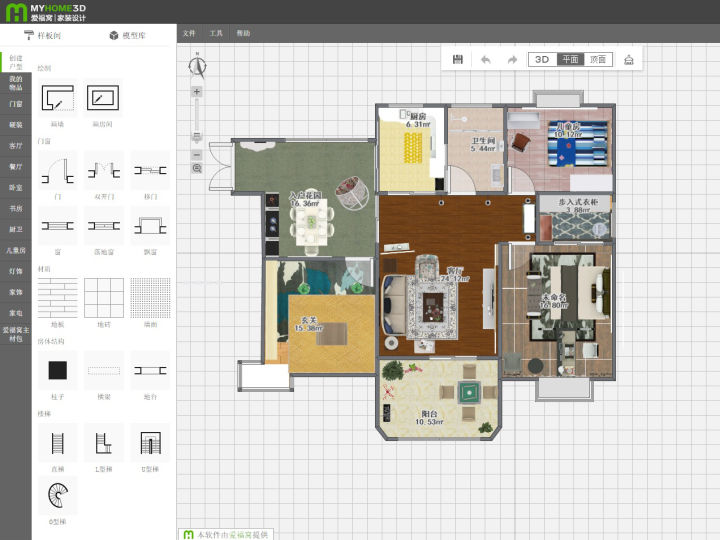 MYHOME3D
爱福窝|家装设计
样板间
模型库
文件
工具
帮助
创建
户型
我的
物品
门窗
硬装
客厅
餐厅
卧室
书房
厨卫
儿童房
灯饰
家饰
家电
爱福窝主
材包
绘制
画墙
画房间
门窗
门
双开门
移门
窗
落地窗
飘窗
材质
地板
地砖
墙面
房体结构
柱子
横梁
地台
楼梯
直梯
L型梯
U型梯
O型梯
N
3D
平面
顶面
厨房
6.31㎡
卫生间
5.44㎡
儿童房
10.12㎡
入户花园
16.36㎡
步入式衣柜
3.88㎡
客厅
24.12㎡
未命名
16.80㎡
玄关
15.38㎡
阳台
10.53㎡
本软件由爱福窝提供